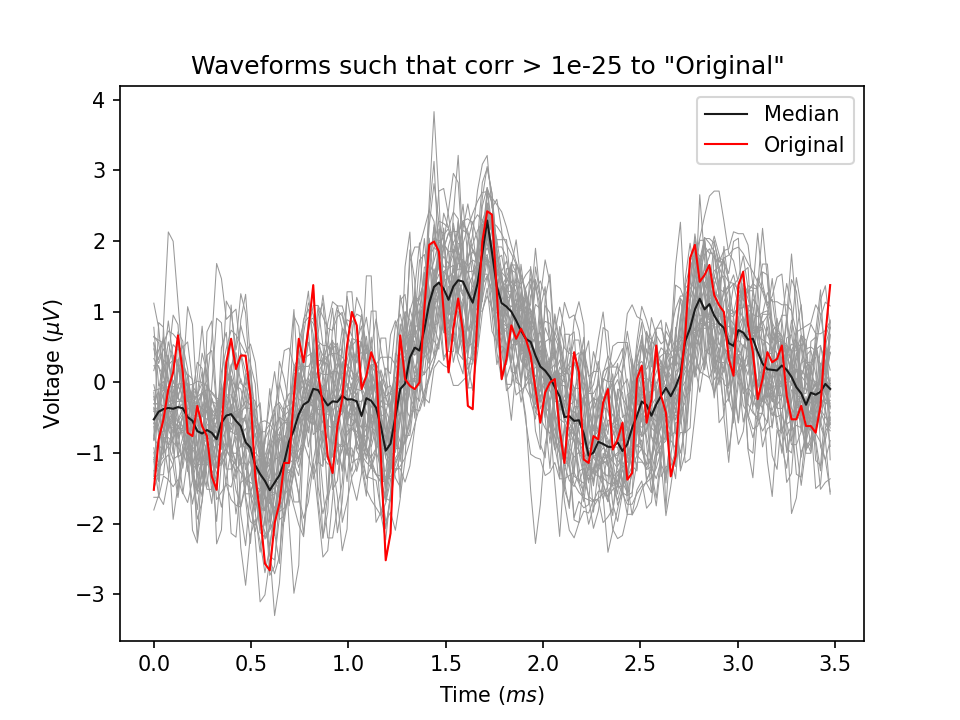 Waveforms such that corr > 1e-25 to "Original"
Median
Original
4
3
2
1
0
−1
−2
−3
Voltage (μV)
0.0 0.5 1.0 1.5 2.0 2.5 3.0 3.5
Time (ms)